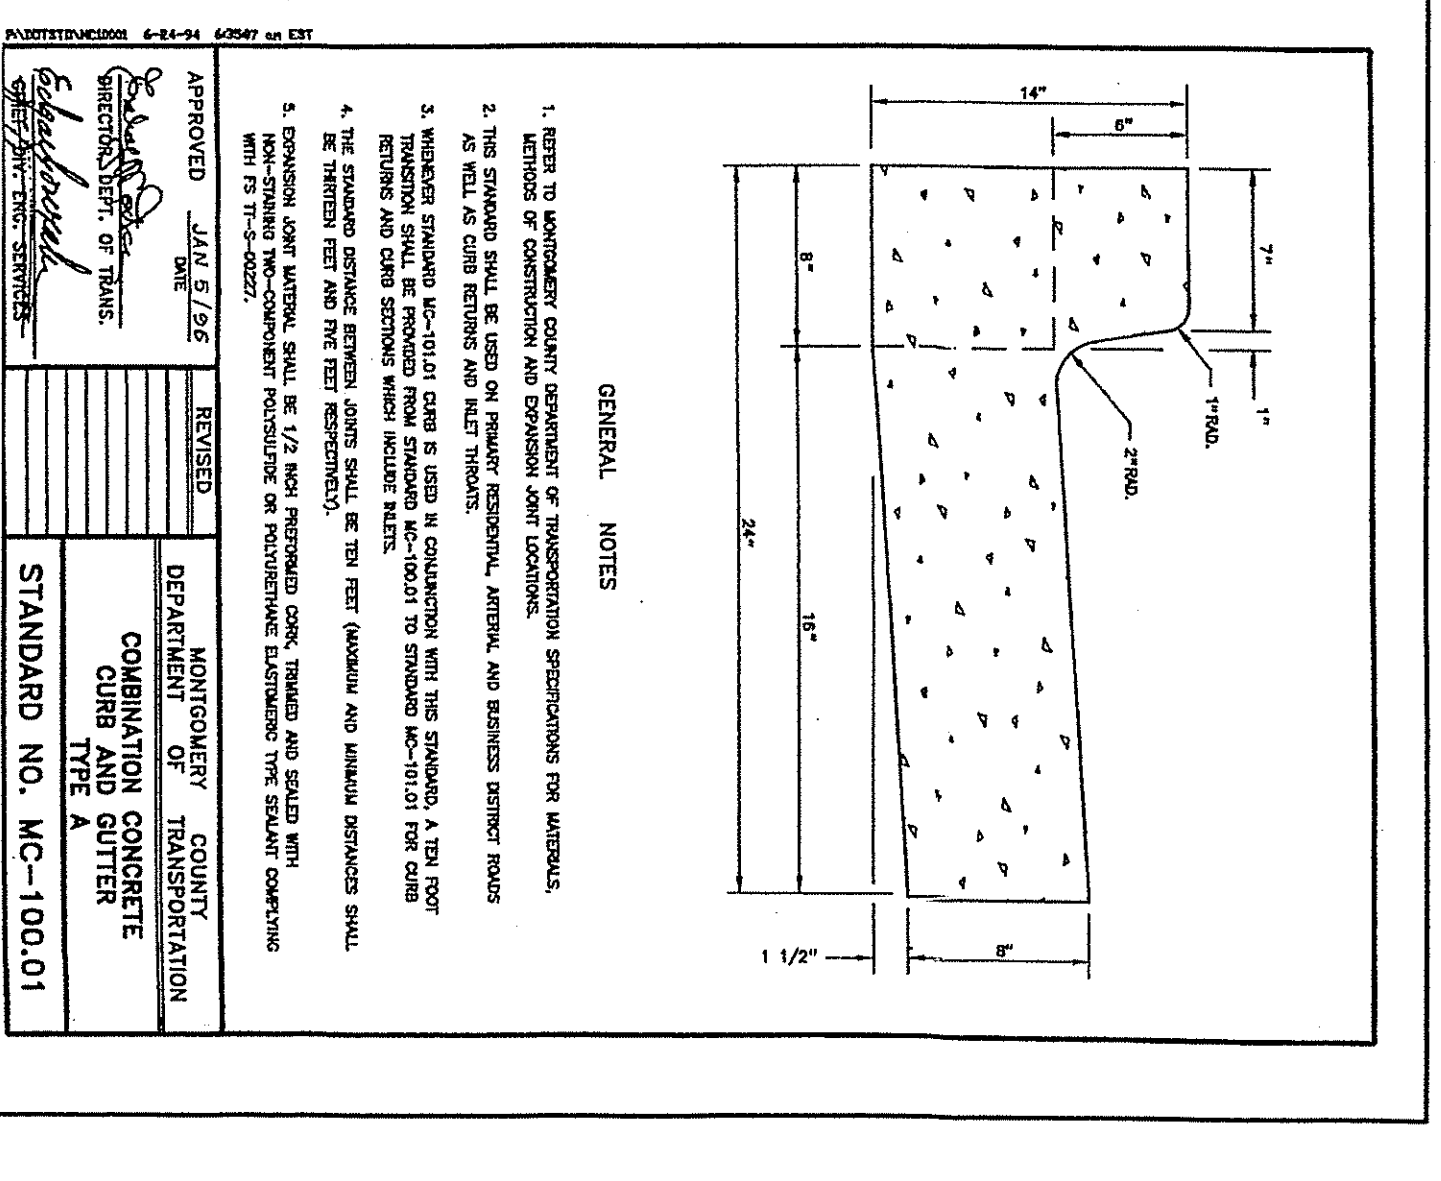 P:\DOTSTD\MC10001 6-24-94 6:35:07 am EST
14"
6"
7"
1"
1" RAD.
2" RAD.
8"
16"
24"
8"
1 1/2"
GENERAL NOTES
1. REFER TO MONTGOMERY COUNTY DEPARTMENT OF TRANSPORTATION SPECIFICATIONS FOR MATERIALS,
METHODS OF CONSTRUCTION AND EXPANSION JOINT LOCATIONS.
2. THIS STANDARD SHALL BE USED ON PRIMARY RESIDENTIAL, ARTERIAL AND BUSINESS DISTRICT ROADS
AS WELL AS CURB RETURNS AND INLET THROATS.
3. WHENEVER STANDARD MC-101.01 CURB IS USED IN CONJUNCTION WITH THIS STANDARD, A TEN FOOT
TRANSITION SHALL BE PROVIDED FROM STANDARD MC-100.01 TO STANDARD MC-101.01 FOR CURB
RETURNS AND CURB SECTIONS WHICH INCLUDE INLETS.
4. THE STANDARD DISTANCE BETWEEN JOINTS SHALL BE TEN FEET (MAXIMUM AND MINIMUM DISTANCES SHALL
BE THIRTEEN FEET AND FIVE FEET RESPECTIVELY).
5. EXPANSION JOINT MATERIAL SHALL BE 1/2 INCH PREFORMED CORK, TRIMMED AND SEALED WITH
NON-STAINING TWO-COMPONENT POLYSULFIDE OR POLYURETHANE ELASTOMERIC TYPE SEALANT COMPLYING
WITH FS TT-S-00227.
APPROVED JAN 5/96
DATE
DIRECTOR, DEPT. OF TRANS.
CHIEF, DIV. ENG. SERVICES
REVISED
MONTGOMERY COUNTY
DEPARTMENT OF TRANSPORTATION
COMBINATION CONCRETE
CURB AND GUTTER
TYPE A
STANDARD NO. MC-100.01